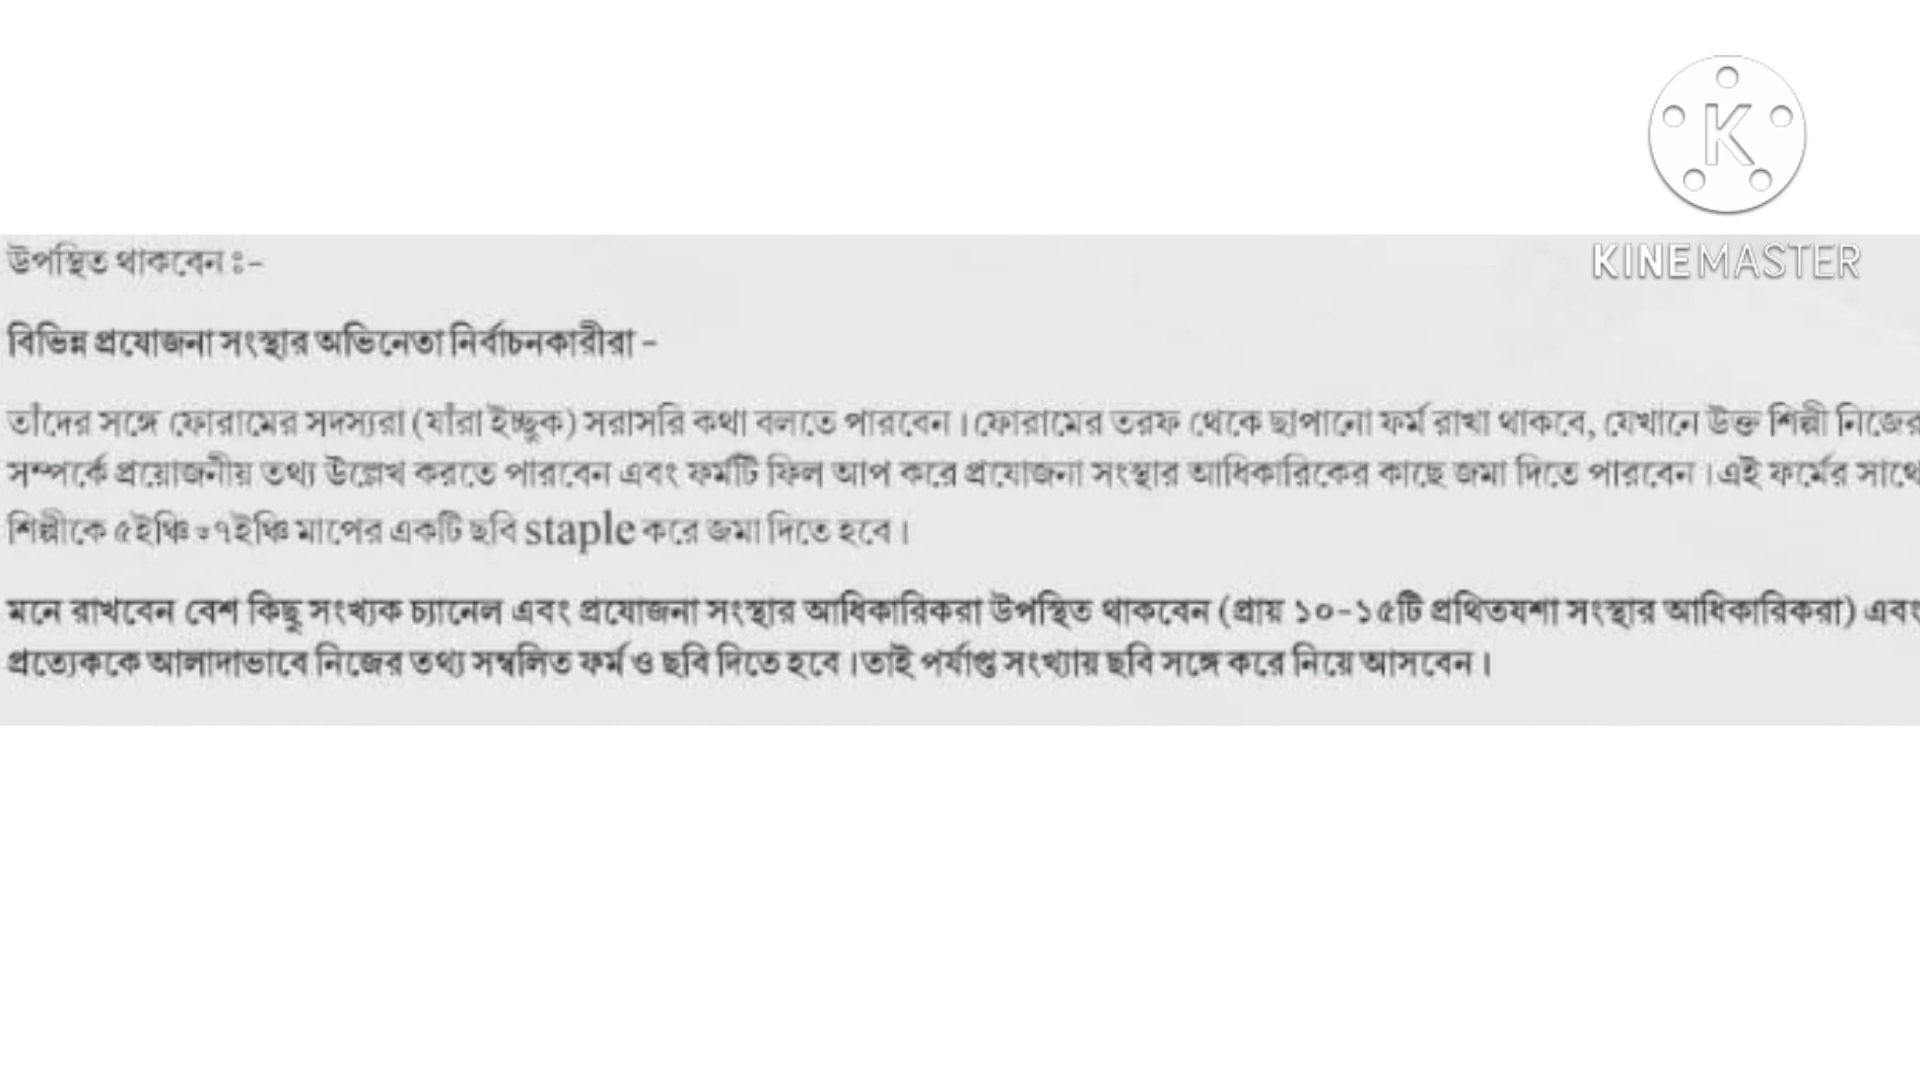 K
KINEMASTER
উপস্থিত থাকবেন ঃ-
বিভিন্ন প্রযোজনা সংস্থার অভিনেতা নির্বাচনকারীরা -
তাঁদের সঙ্গে ফোরামের সদস্যরা (যাঁরা ইচ্ছুক) সরাসরি কথা বলতে পারবেন। ফোরামের তরফ থেকে ছাপানো ফর্ম রাখা থাকবে, যেখানে উক্ত শিল্পী নিজের
সম্পর্কে প্রয়োজনীয় তথ্য উল্লেখ করতে পারবেন এবং ফর্মটি ফিল আপ করে প্রযোজনা সংস্থার আধিকারিকের কাছে জমা দিতে পারবেন। এই ফর্মের সাথে
শিল্পীকে ৫ইঞ্চি ৭ইঞ্চি মাপের একটি ছবি staple করে জমা দিতে হবে।
মনে রাখবেন বেশ কিছু সংখ্যক চ্যানেল এবং প্রযোজনা সংস্থার আধিকারিকরা উপস্থিত থাকবেন (প্রায় ১০-১৫টি প্রথিতযশা সংস্থার আধিকারিকরা) এবং
প্রত্যেককে আলাদাভাবে নিজের তথ্য সম্বলিত ফর্ম ও ছবি দিতে হবে। তাই পর্যাপ্ত সংখ্যায় ছবি সঙ্গে করে নিয়ে আসবেন।